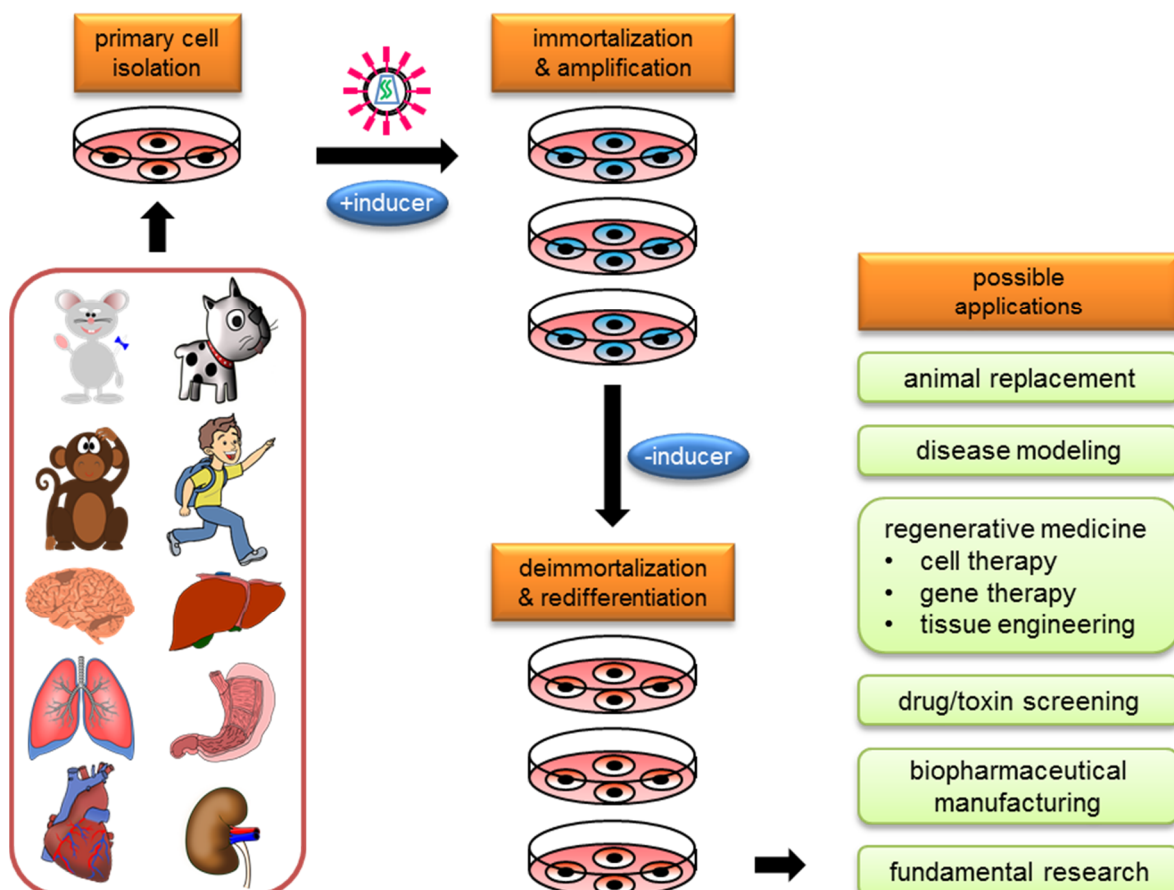 primary cell
isolation
+inducer
immortalization
& amplification
-inducer
deimmortalization
& redifferentiation
possible
applications
animal replacement
disease modeling
regenerative medicine
• cell therapy
• gene therapy
• tissue engineering
drug/toxin screening
biopharmaceutical
manufacturing
fundamental research